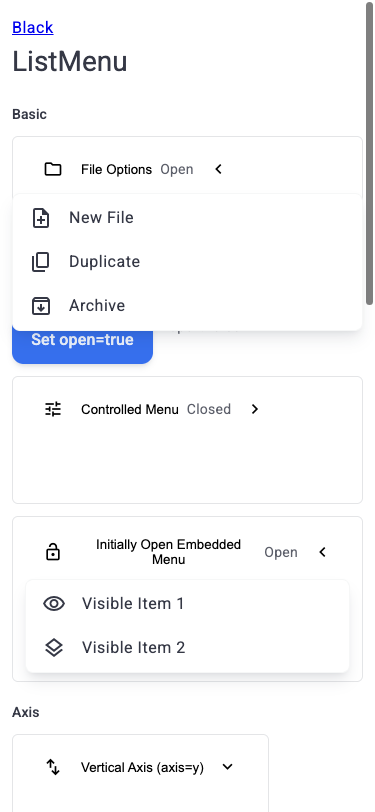 Black
ListMenu
Basic
File Options Open
New File
Duplicate
Archive
Set open=true
Controlled Menu Closed
Initially Open Embedded
Menu
Open
Visible Item 1
Visible Item 2
Axis
Vertical Axis (axis=y)